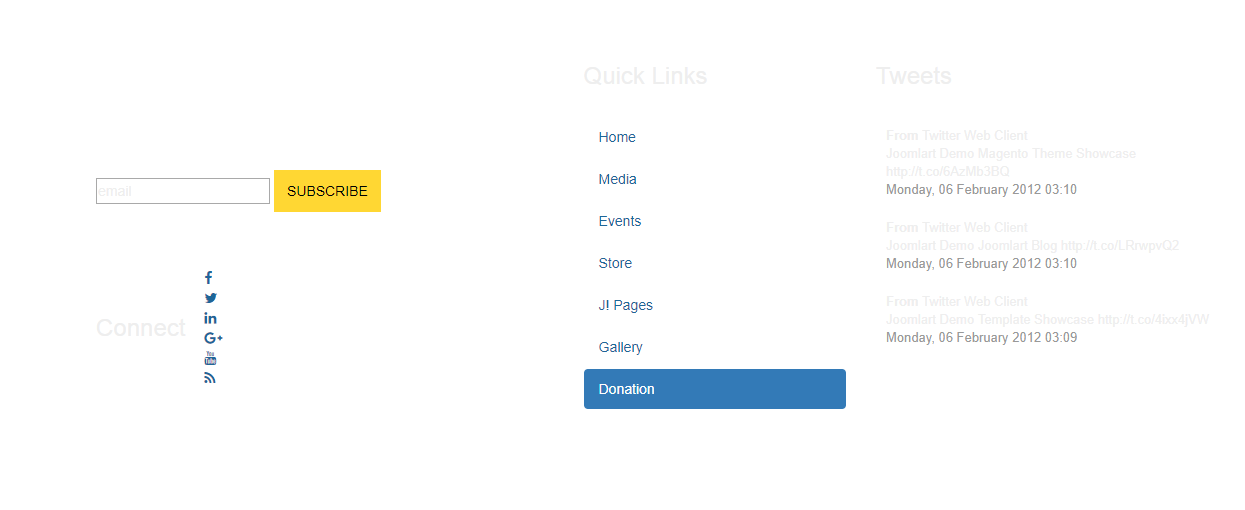 email
SUBSCRIBE
Connect
Quick Links
Home
Media
Events
Store
J! Pages
Gallery
Donation
Tweets
From Twitter Web Client
Joomlart Demo Magento Theme Showcase
http://t.co/6AzMb3BQ
Monday, 06 February 2012 03:10
From Twitter Web Client
Joomlart Demo Joomlart Blog http://t.co/LRrwpvQ2
Monday, 06 February 2012 03:10
From Twitter Web Client
Joomlart Demo Template Showcase http://t.co/4bx4jVW
Monday, 06 February 2012 03:09